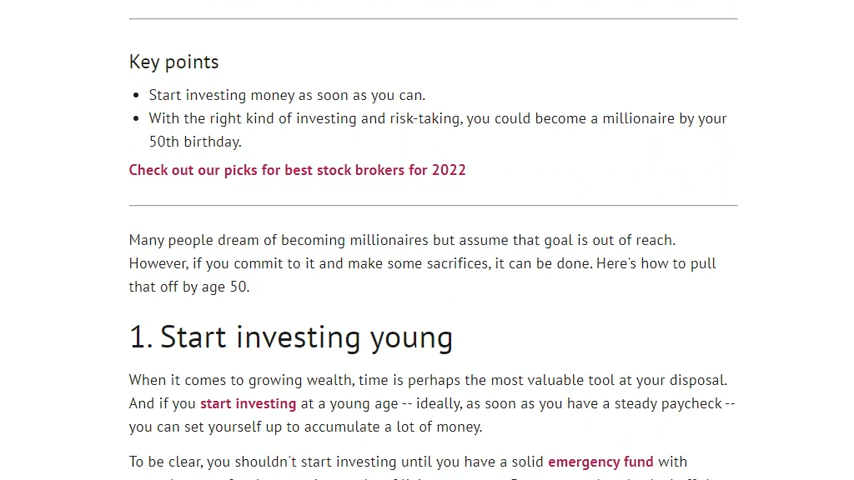 Key points
• Start investing money as soon as you can.
• With the right kind of investing and risk-taking, you could become a millionaire by your
50th birthday.
Check out our picks for best stock brokers for 2022
Many people dream of becoming millionaires but assume that goal is out of reach.
However, if you commit to it and make some sacrifices, it can be done. Here's how to pull
that off by age 50.
1. Start investing young
When it comes to growing wealth, time is perhaps the most valuable tool at your disposal.
And if you start investing at a young age -- ideally, as soon as you have a steady paycheck --
you can set yourself up to accumulate a lot of money.
To be clear, you shouldn't start investing until you have a solid emergency fund with